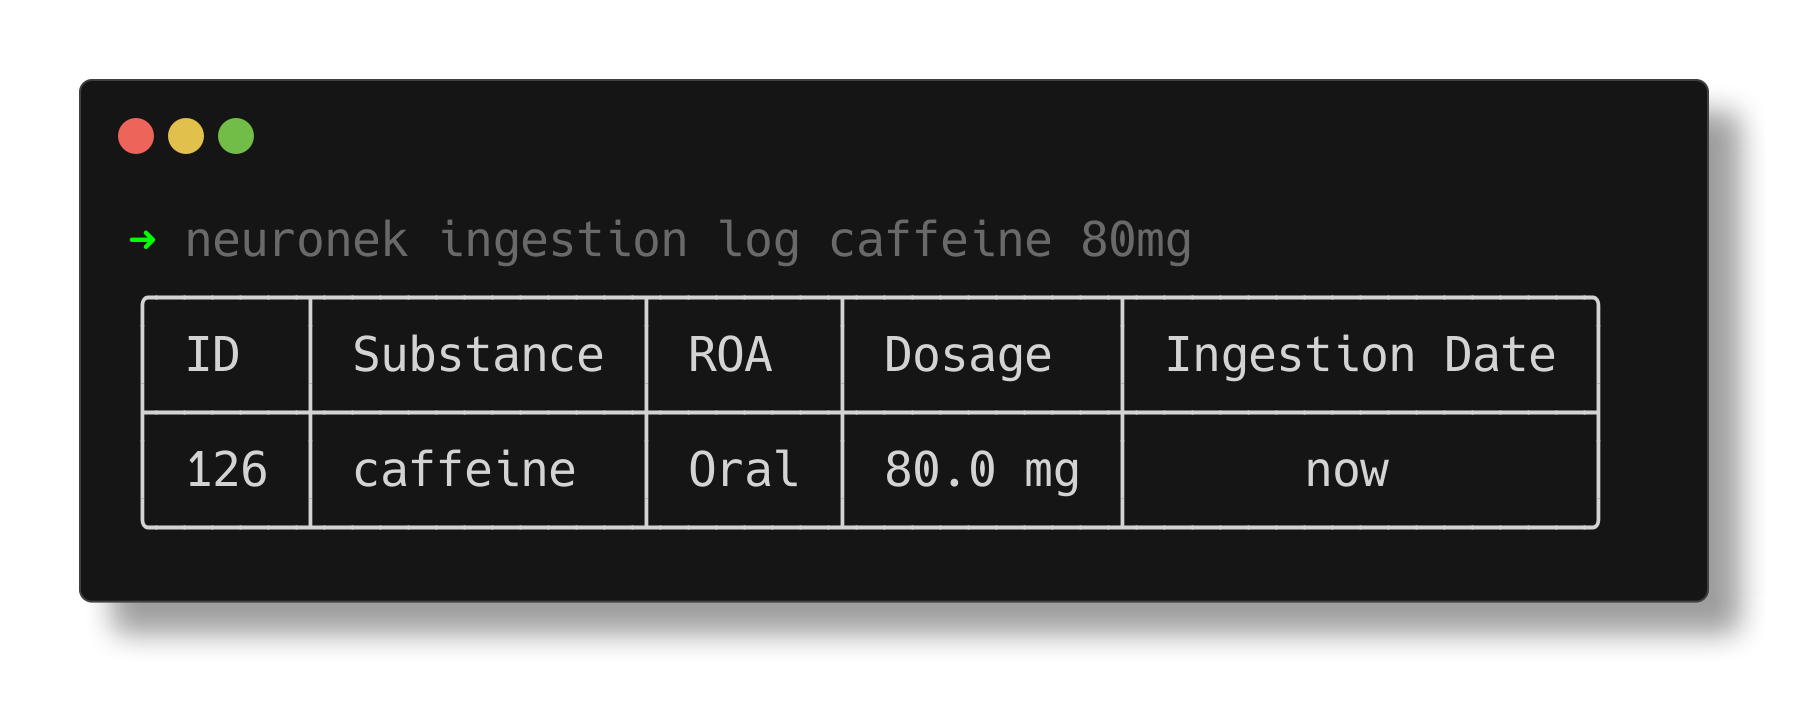 ➜ neuronek ingestion log caffeine 80mg
ID Substance ROA Dosage Ingestion Date
126 caffeine Oral 80.0 mg now